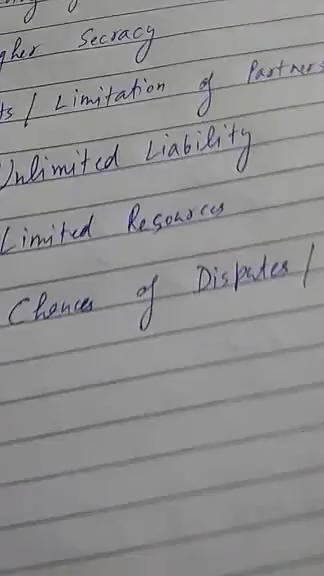 gher Secracy
ts / Limitation of Partners
Unlimited Liability
Limited Resources
Chances of Disputes /